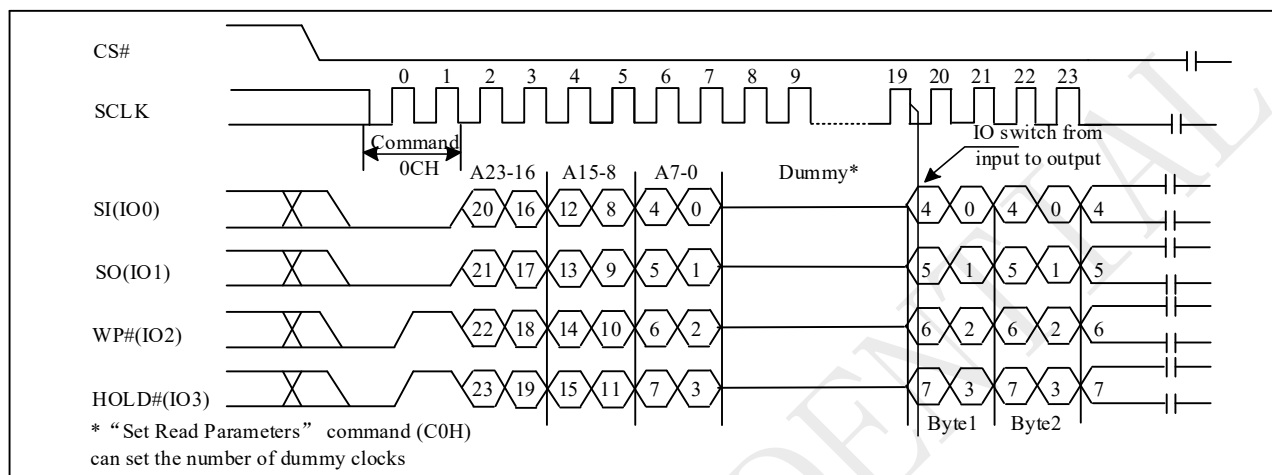 CS#
0 1 2 3 4 5 6 7 8 9 19 20 21 22 23
SCLK
Command
0CH
IO switch from
input to output
A23-16 A15-8 A7-0 Dummy*
SI(IO0) 20 16 12 8 4 0 4 0 4 0 4
SO(IO1) 21 17 13 9 5 1 5 1 5 1 5
WP#(IO2) 22 18 14 10 6 2 6 2 6 2 6
HOLD#(IO3) 23 19 15 11 7 3 7 3 7 3 7
Byte1 Byte2
* “Set Read Parameters” command (C0H)
can set the number of dummy clocks
ENTIAL